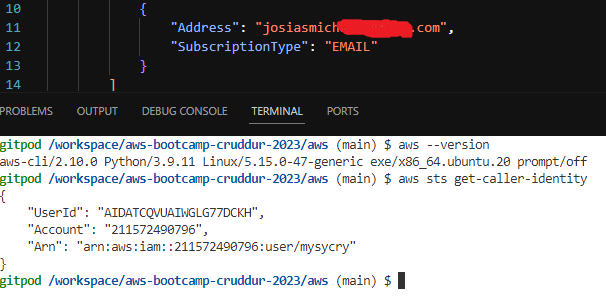 10 {
11 "Address": "josiasmich .com",
12 "SubscriptionType": "EMAIL"
13 }
14 ]
PROBLEMS OUTPUT DEBUG CONSOLE TERMINAL PORTS
gitpod /workspace/aws-bootcamp-cruddur-2023/aws (main) $ aws --version
aws-cli/2.10.0 Python/3.9.11 Linux/5.15.0-47-generic exe/x86_64.ubuntu.20 prompt/off
gitpod /workspace/aws-bootcamp-cruddur-2023/aws (main) $ aws sts get-caller-identity
{
"UserId": "AIDATCQVUAIWGLG77DCKH",
"Account": "211572490796",
"Arn": "arn:aws:iam::211572490796:user/mysycry"
}
gitpod /workspace/aws-bootcamp-cruddur-2023/aws (main) $